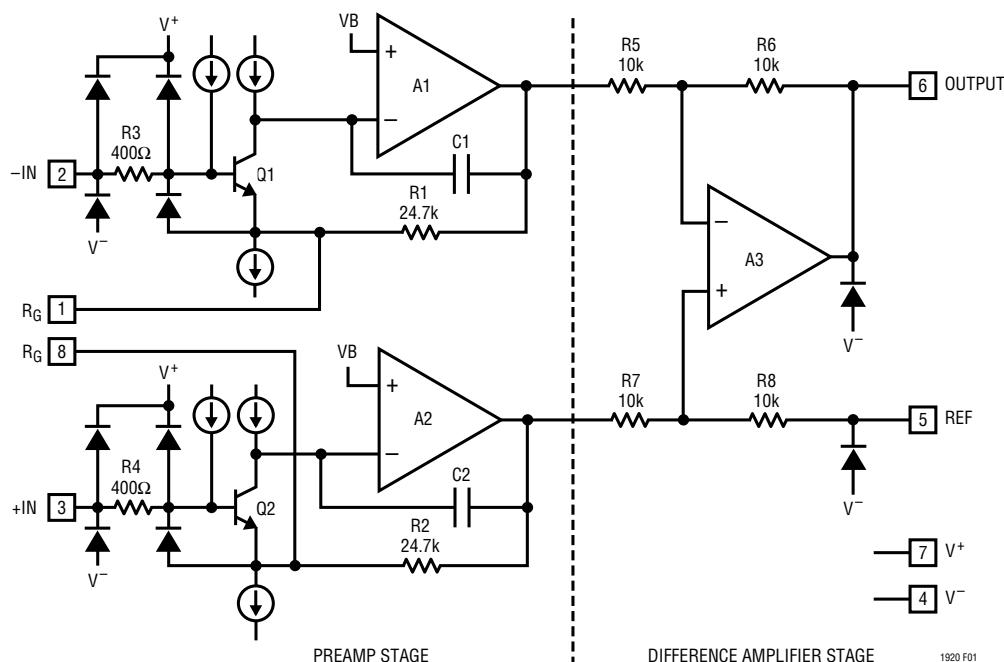 V+
VB
+
A1
−
R5
10k
R6
10k
6 OUTPUT
R3
400Ω
C1
−IN 2
Q1
R1
24.7k
V−
−
A3
+
RG 1
V−
RG 8
V+
VB
+
A2
−
R7
10k
R8
10k
5 REF
R4
400Ω
C2
+IN 3
Q2
V−
R2
24.7k
V−
7 V+
4 V−
PREAMP STAGE
DIFFERENCE AMPLIFIER STAGE
1920 F01